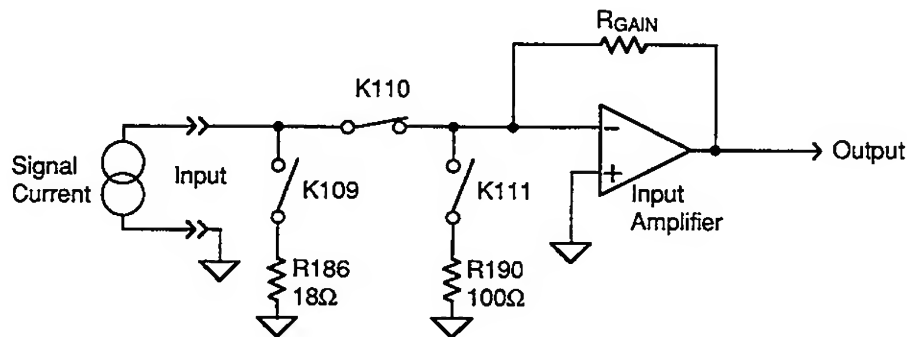 RGAIN
K110
Signal
Current
Input
K109
K111
R186
18Ω
R190
100Ω
-
+
Input
Amplifier
Output